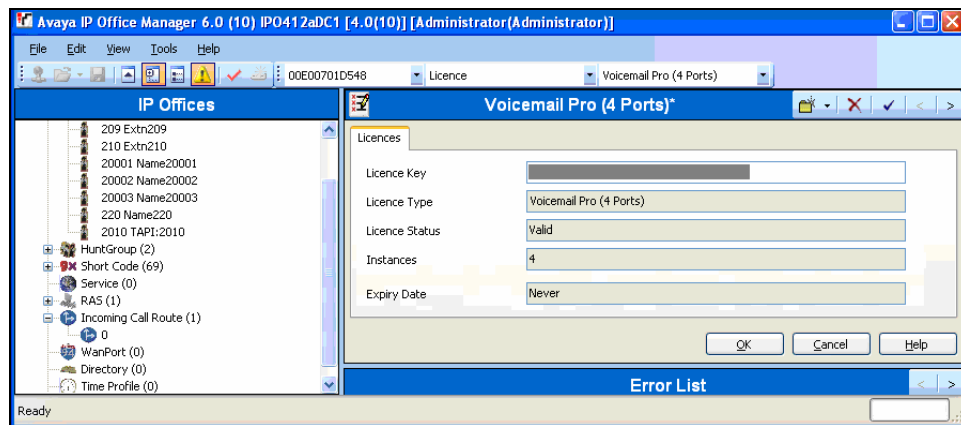 Avaya IP Office Manager 6.0 (10) IPO412aDC1 [4.0(10)] [Administrator(Administrator)]
File Edit View Tools Help
00E00701D548 Licence Voicemail Pro (4 Ports)
IP Offices
209 Extn209
210 Extn210
20001 Name20001
20002 Name20002
20003 Name20003
220 Name220
2010 TAPI:2010
HuntGroup (2)
Short Code (69)
Service (0)
RAS (1)
Incoming Call Route (1)
0
WanPort (0)
Directory (0)
Time Profile (0)
Voicemail Pro (4 Ports)*
Licences
Licence Key
Licence Type Voicemail Pro (4 Ports)
Licence Status Valid
Instances 4
Expiry Date Never
OK Cancel Help
Error List
Ready